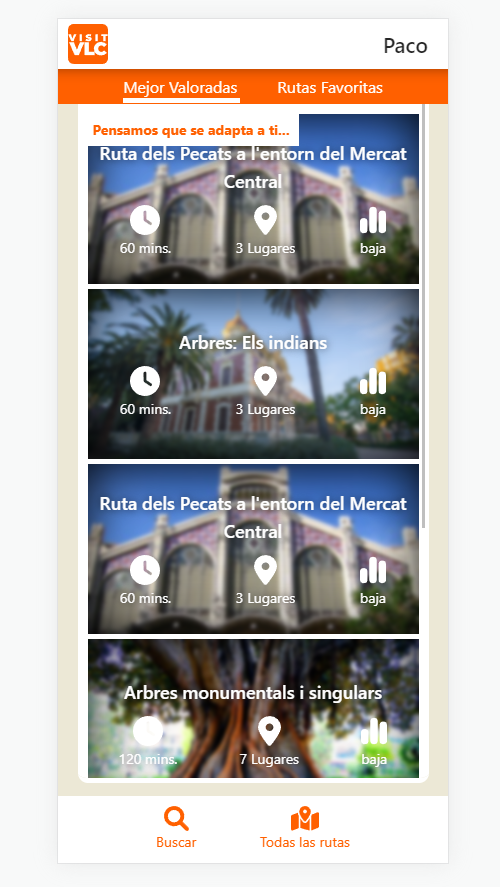 VISIT
VLC
Paco
Mejor Valoradas
Rutas Favoritas
Pensamos que se adapta a ti...
Ruta dels Pecats a l'entorn del Mercat
Central
60 mins.
3 Lugares
baja
Arbres: Els indians
60 mins.
3 Lugares
baja
Ruta dels Pecats a l'entorn del Mercat
Central
60 mins.
3 Lugares
baja
Arbres monumentals i singulars
120 mins.
7 Lugares
baja
Buscar
Todas las rutas